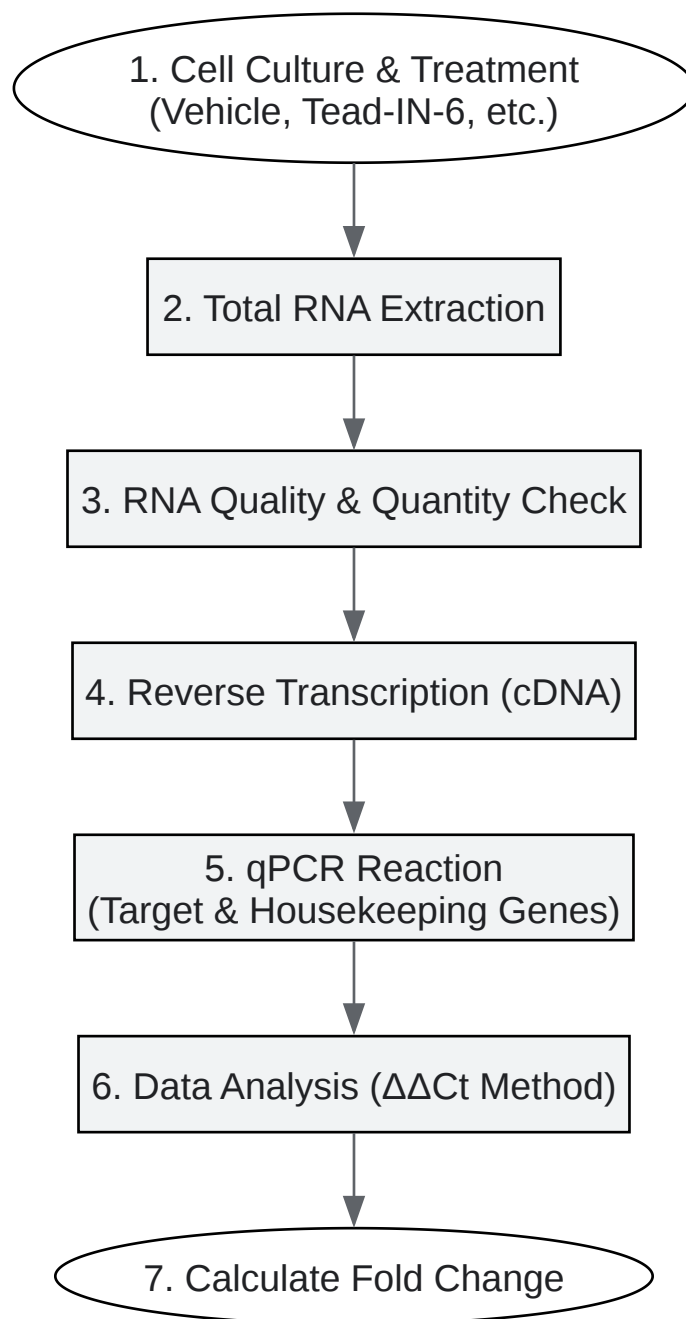 1. Cell Culture & Treatment
(Vehicle, Tead-IN-6, etc.)
2. Total RNA Extraction
3. RNA Quality & Quantity Check
4. Reverse Transcription (cDNA)
5. qPCR Reaction
(Target & Housekeeping Genes)
6. Data Analysis (ΔΔCt Method)
7. Calculate Fold Change